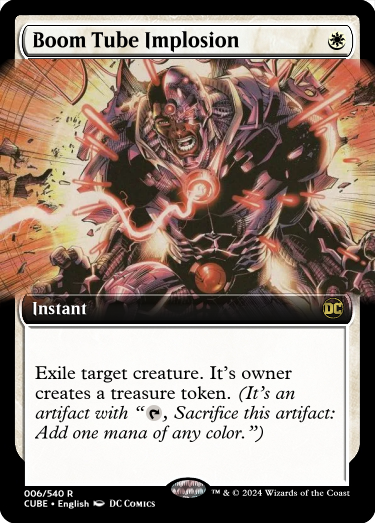 Boom Tube Implosion
Instant
DC
Exile target creature. It's owner
creates a treasure token. (It's an
artifact with “, Sacrifice this artifact:
Add one mana of any color.”)
006/540 R
CUBE • English DC COMICS
™ & © 2024 Wizards of the Coast